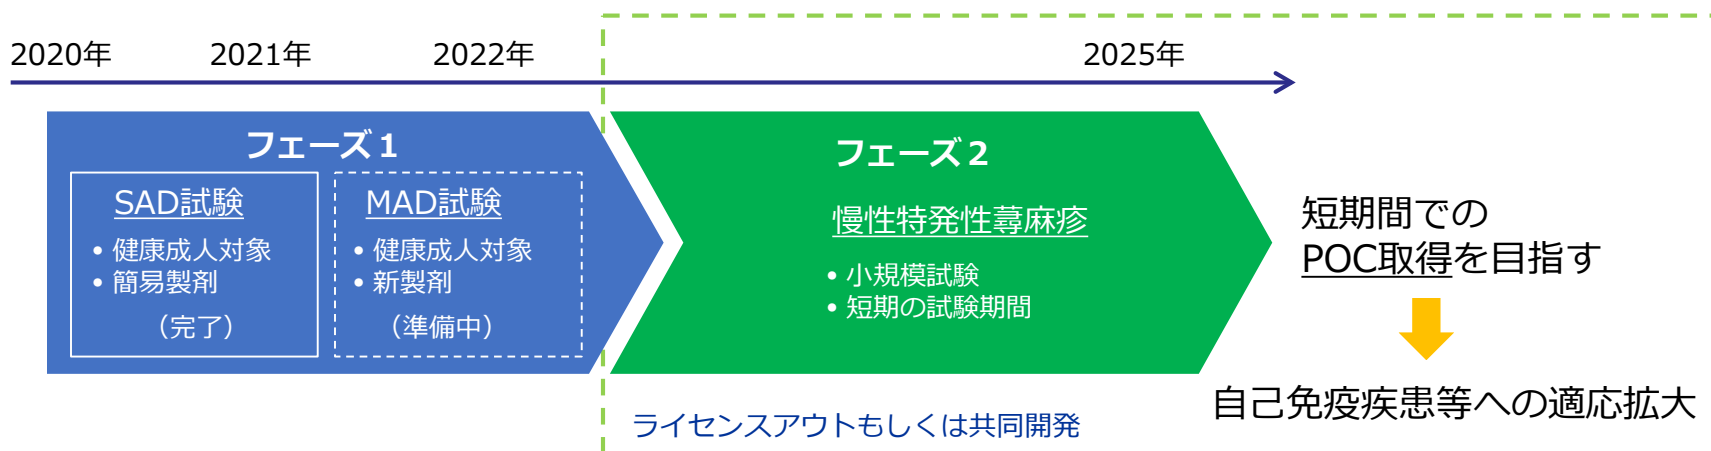 2020年
2021年
2022年
2025年
フェーズ１
SAD試験
• 健康成人対象
• 簡易製剤
（完了）
MAD試験
• 健康成人対象
• 新製剤
（準備中）
フェーズ２
慢性特発性蕁麻疹
• 小規模試験
• 短期の試験期間
短期間での
POC取得を目指す
自己免疫疾患等への適応拡大
ライセンスアウトもしくは共同開発